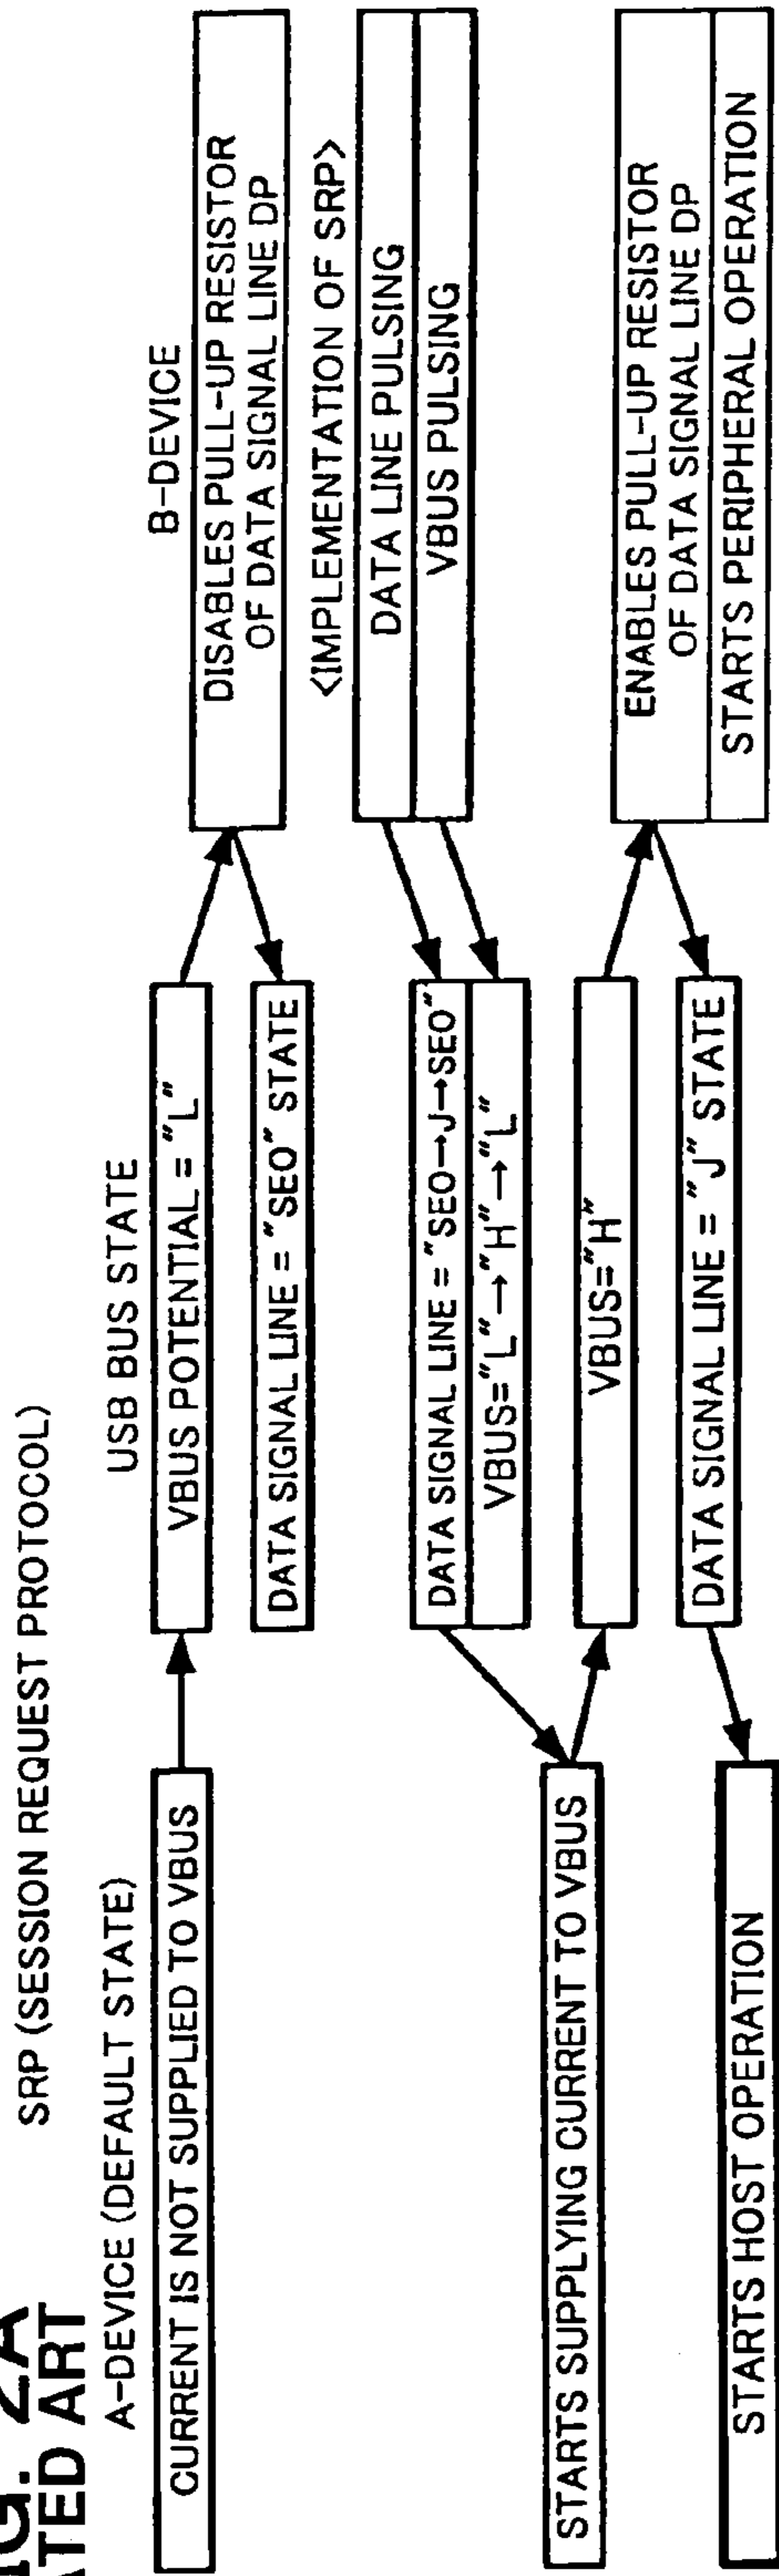 FIG. 2A
RELATED ART
SRP (SESSION REQUEST PROTOCOL)
A-DEVICE (DEFAULT STATE)
USB BUS STATE
B-DEVICE
CURRENT IS NOT SUPPLIED TO VBUS
VBUS POTENTIAL = "L"
DISABLES PULL-UP RESISTOR
OF DATA SIGNAL LINE DP
DATA SIGNAL LINE = "SEO" STATE
<IMPLEMENTATION OF SRP>
DATA LINE PULSING
VBUS PULSING
DATA SIGNAL LINE = "SEO→J→SEO"
VBUS="L"→"H"→"L"
STARTS SUPPLYING CURRENT TO VBUS
VBUS="H"
ENABLES PULL-UP RESISTOR
OF DATA SIGNAL LINE DP
STARTS PERIPHERAL OPERATION
DATA SIGNAL LINE = "J" STATE
STARTS HOST OPERATION